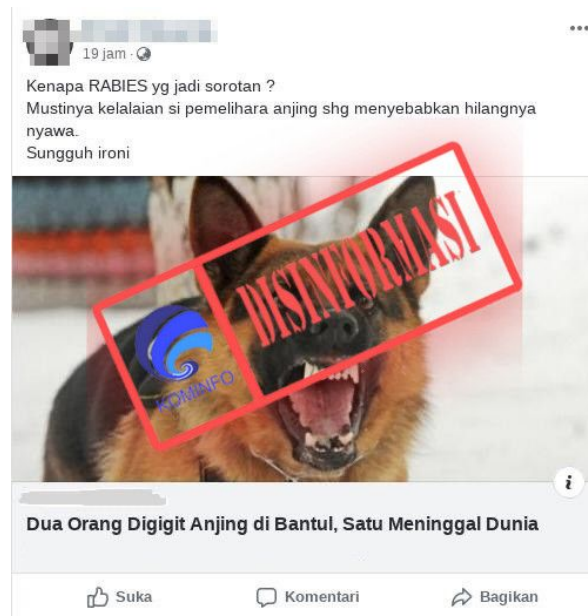 19 jam ·
Kenapa RABIES yg jadi sorotan ?
Mustinya kelalaian si pemelihara anjing shg menyebabkan hilangnya
nyawa.
Sungguh ironi
DISINFORMASI
KOMINFO
i
Dua Orang Digigit Anjing di Bantul, Satu Meninggal Dunia
Suka
Komentari
Bagikan